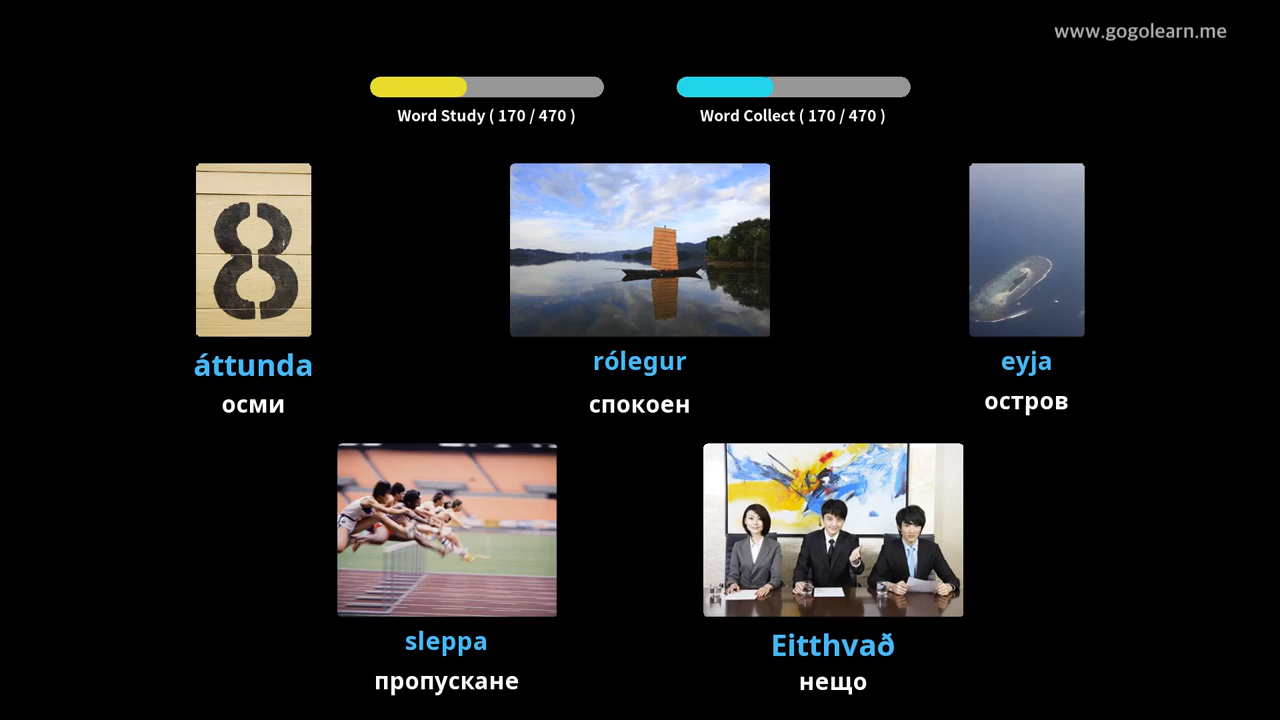 www.gogolearn.me
Word Study ( 170 / 470 )
Word Collect ( 170 / 470 )
8
áttunda
осми
rólegur
спокоен
eyja
остров
sleppa
пропускане
Eitthvað
нещо